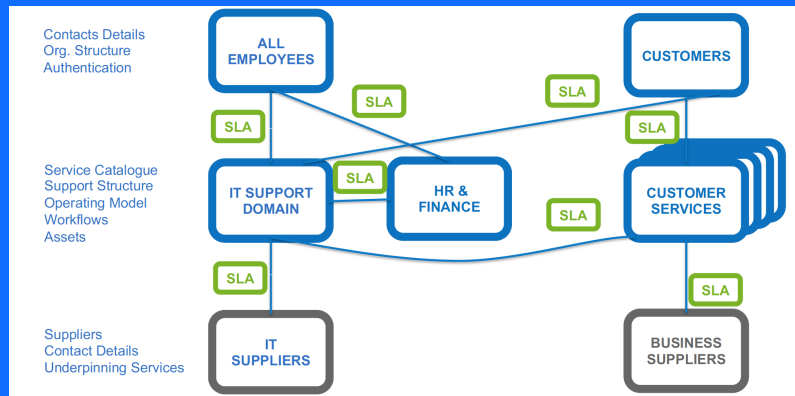 Contacts Details
Org. Structure
Authentication
ALL
EMPLOYEES
CUSTOMERS
SLA
SLA
SLA
SLA
Service Catalogue
Support Structure
Operating Model
Workflows
Assets
IT SUPPORT
DOMAIN
SLA
HR &
FINANCE
SLA
CUSTOMER
SERVICES
SLA
SLA
Suppliers
Contact Details
Underpinning Services
IT
SUPPLIERS
BUSINESS
SUPPLIERS